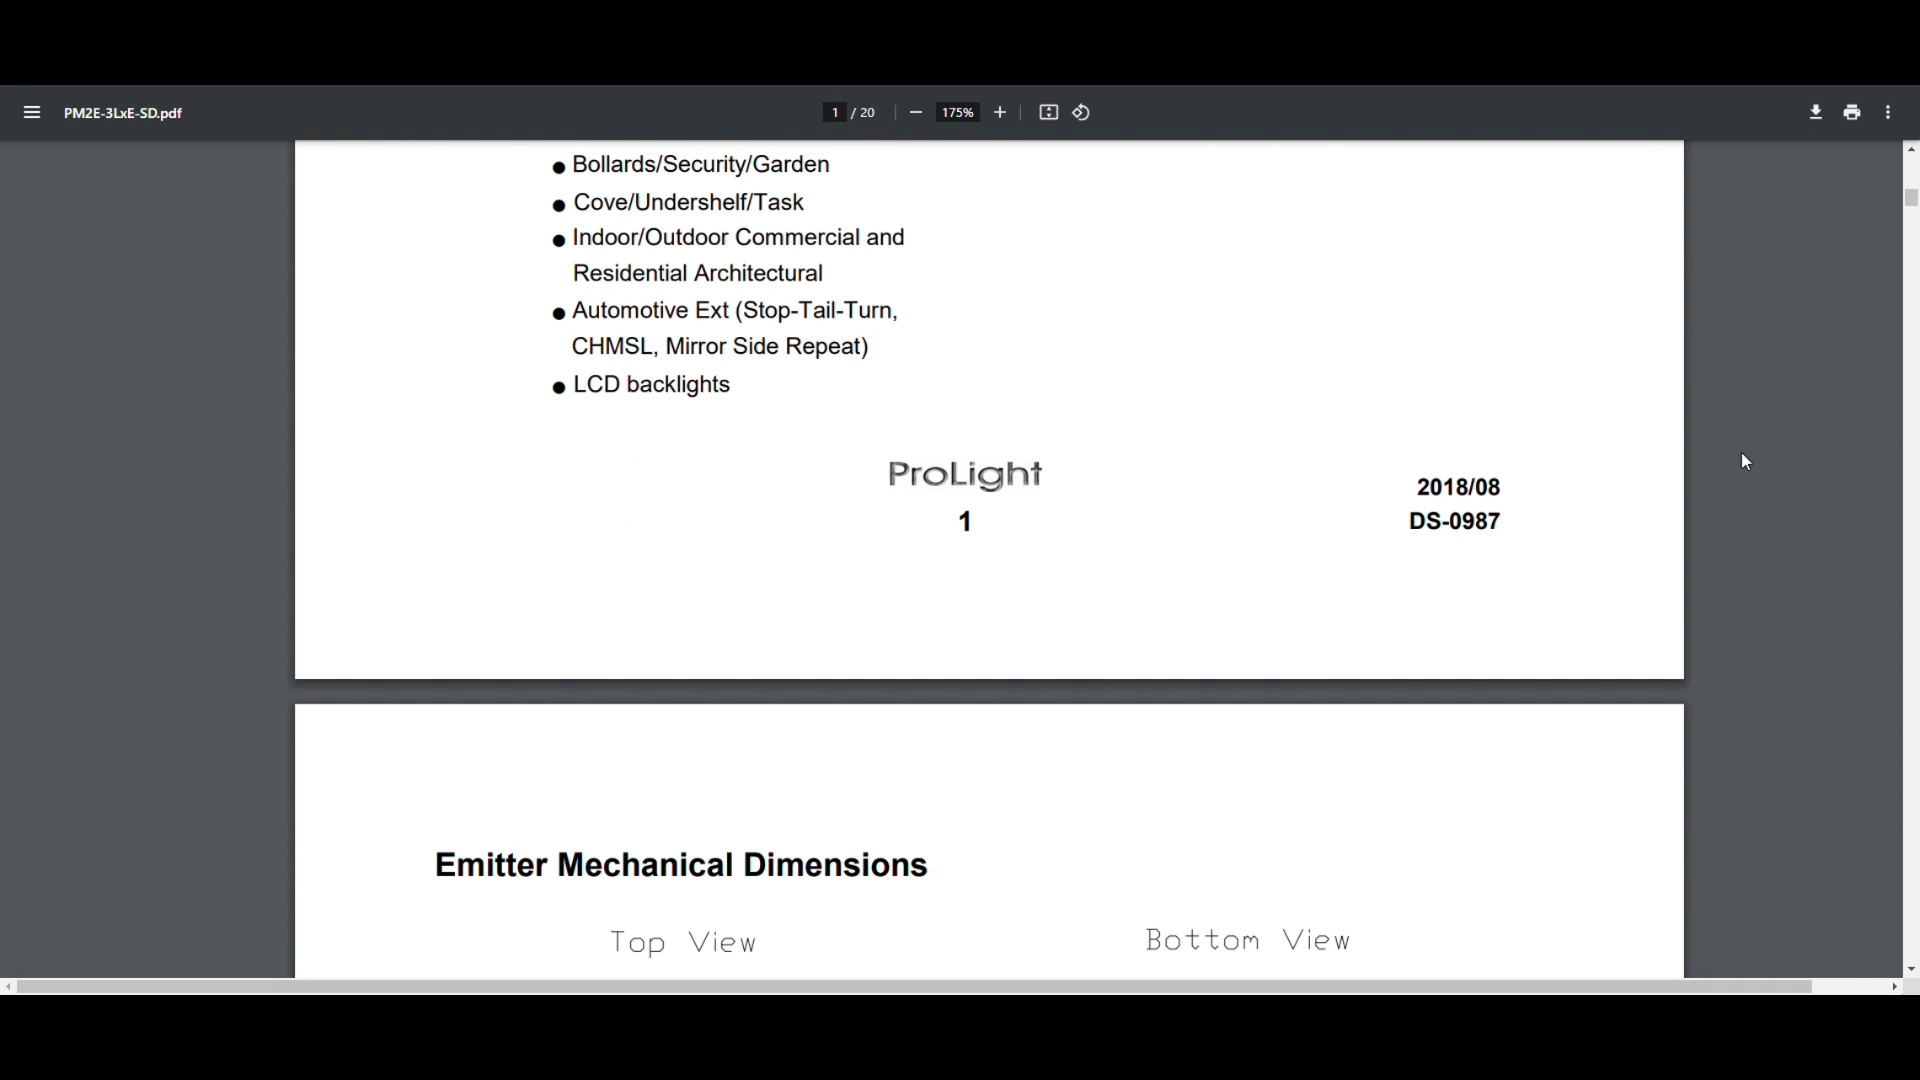 PM2E-3LxE-SD.pdf
1 / 20
175%
● Bollards/Security/Garden
● Cove/Undershelf/Task
● Indoor/Outdoor Commercial and
Residential Architectural
● Automotive Ext (Stop-Tail-Turn,
CHMSL, Mirror Side Repeat)
● LCD backlights
ProLight
1
2018/08
DS-0987
Emitter Mechanical Dimensions
Top View
Bottom View